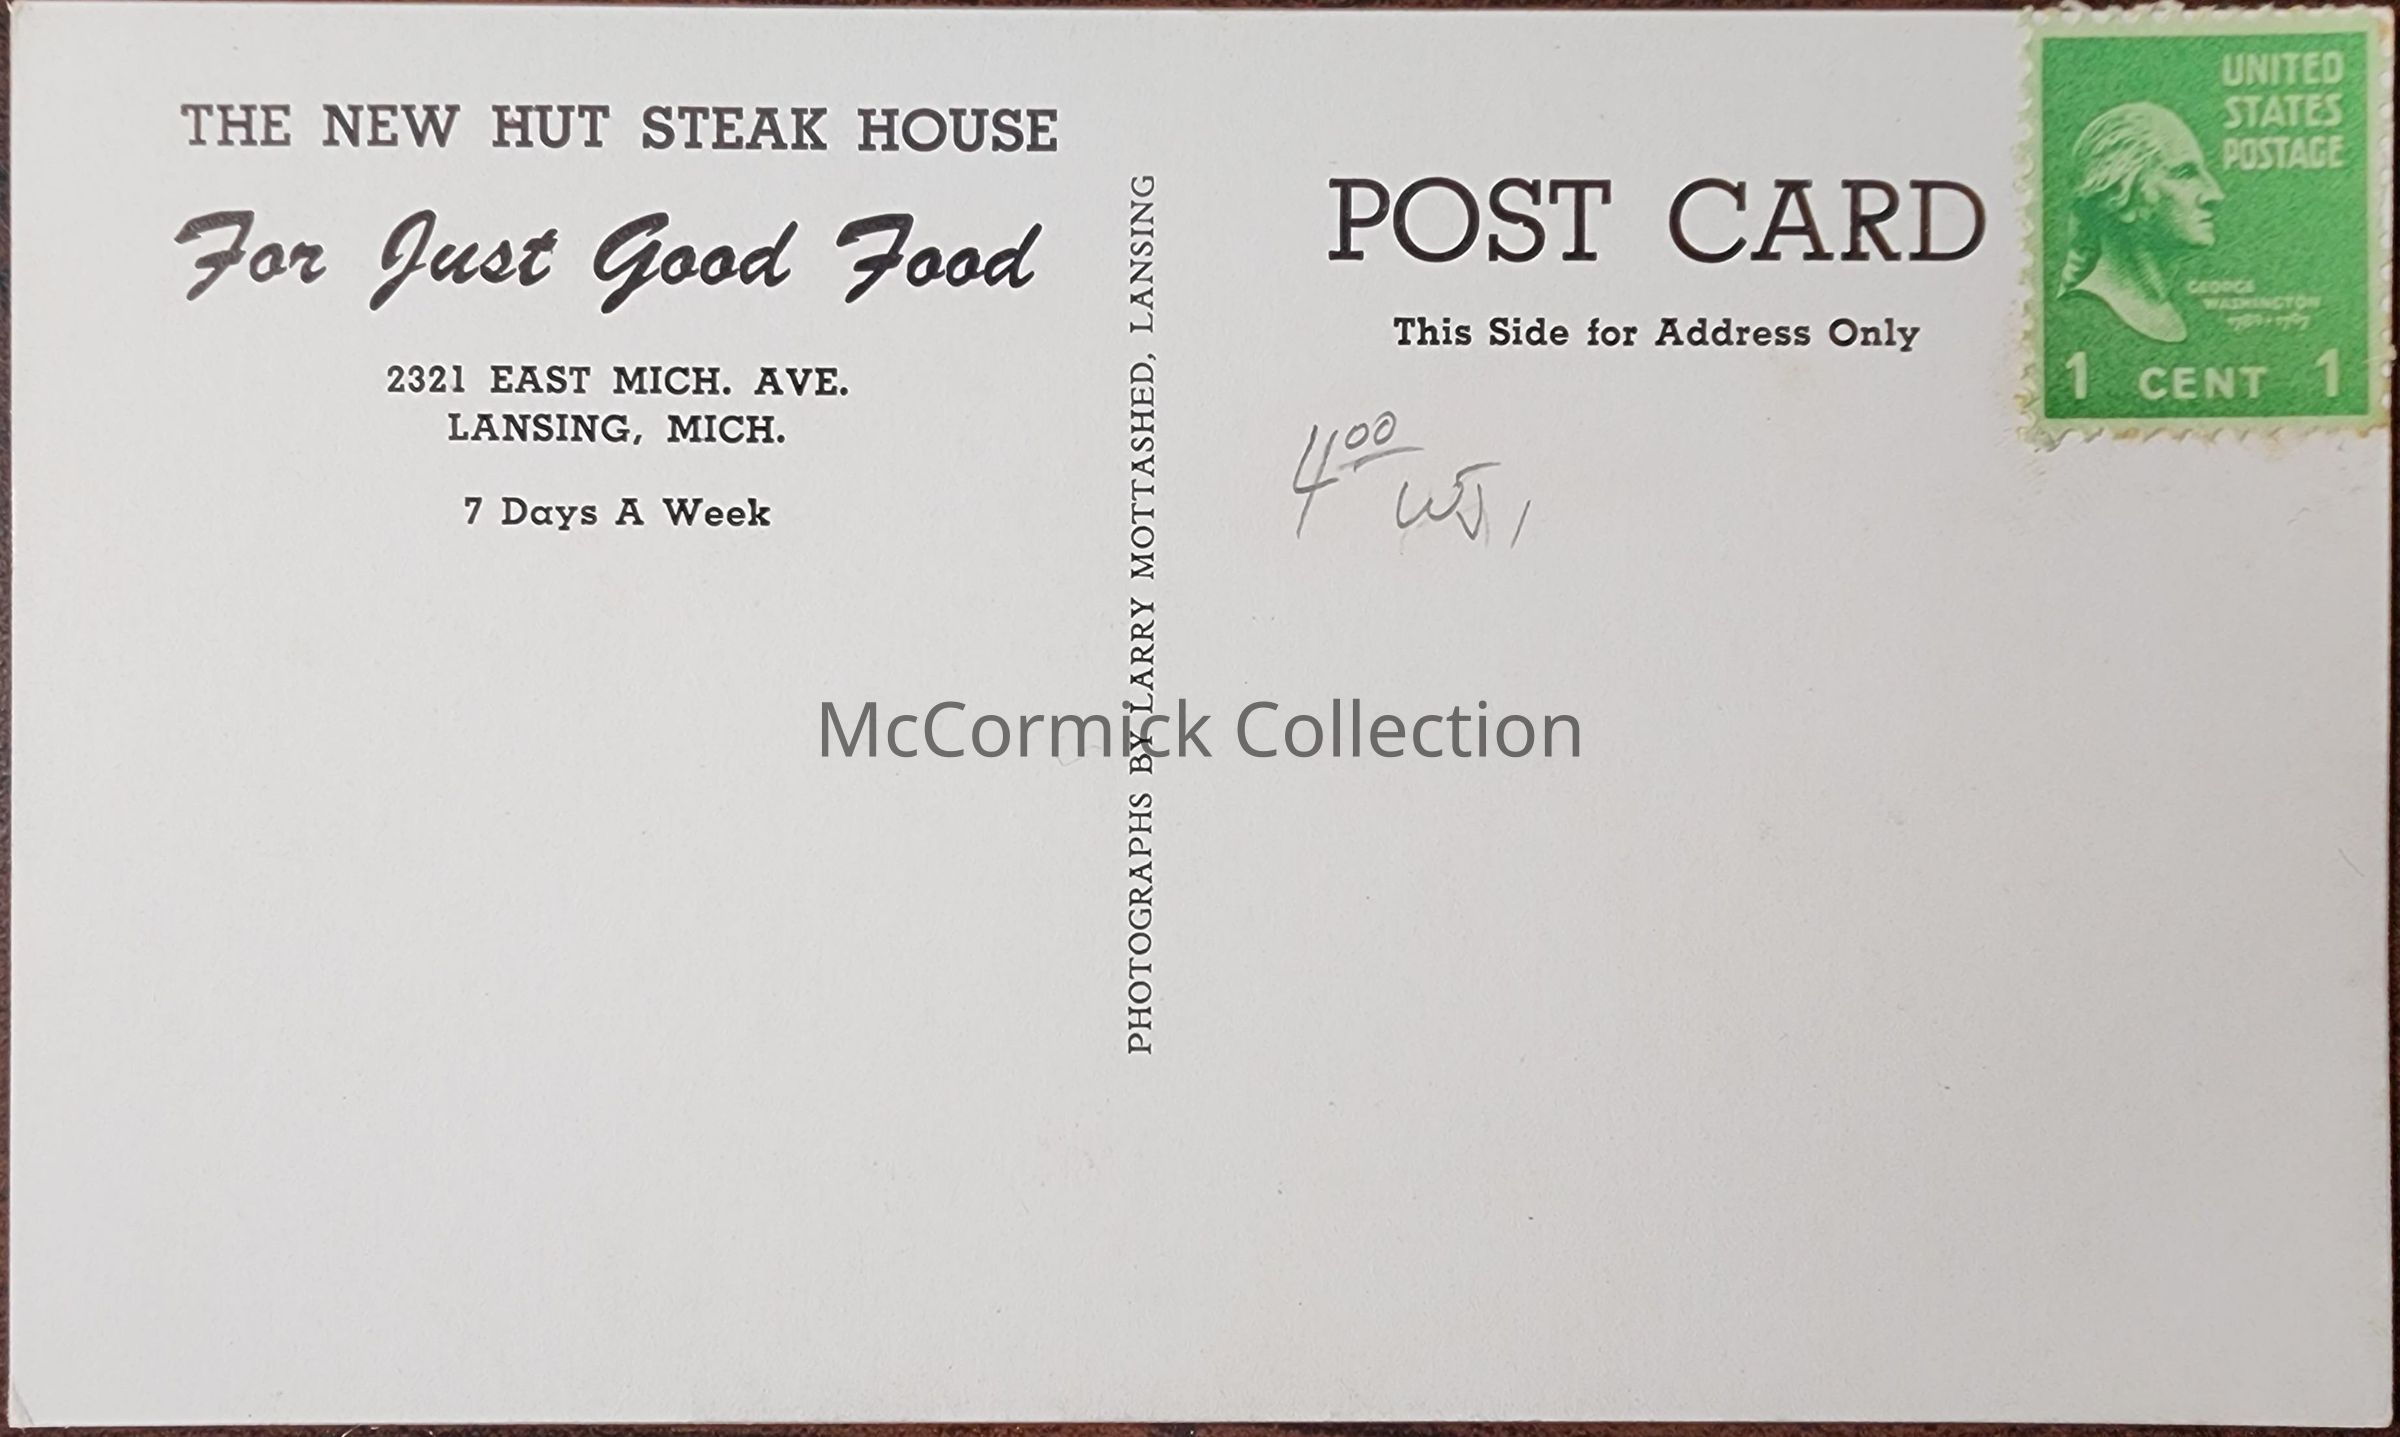 THE NEW HUT STEAK HOUSE
For Just Good Food
2321 EAST MICH. AVE.
LANSING, MICH.
7 Days A Week
PHOTOGRAPHS BY LARRY MOTTASHED, LANSING
POST CARD
This Side for Address Only
4.00
UNITED
STATES
POSTAGE
GEORGE
WASHINGTON
1 CENT 1
McCormick Collection